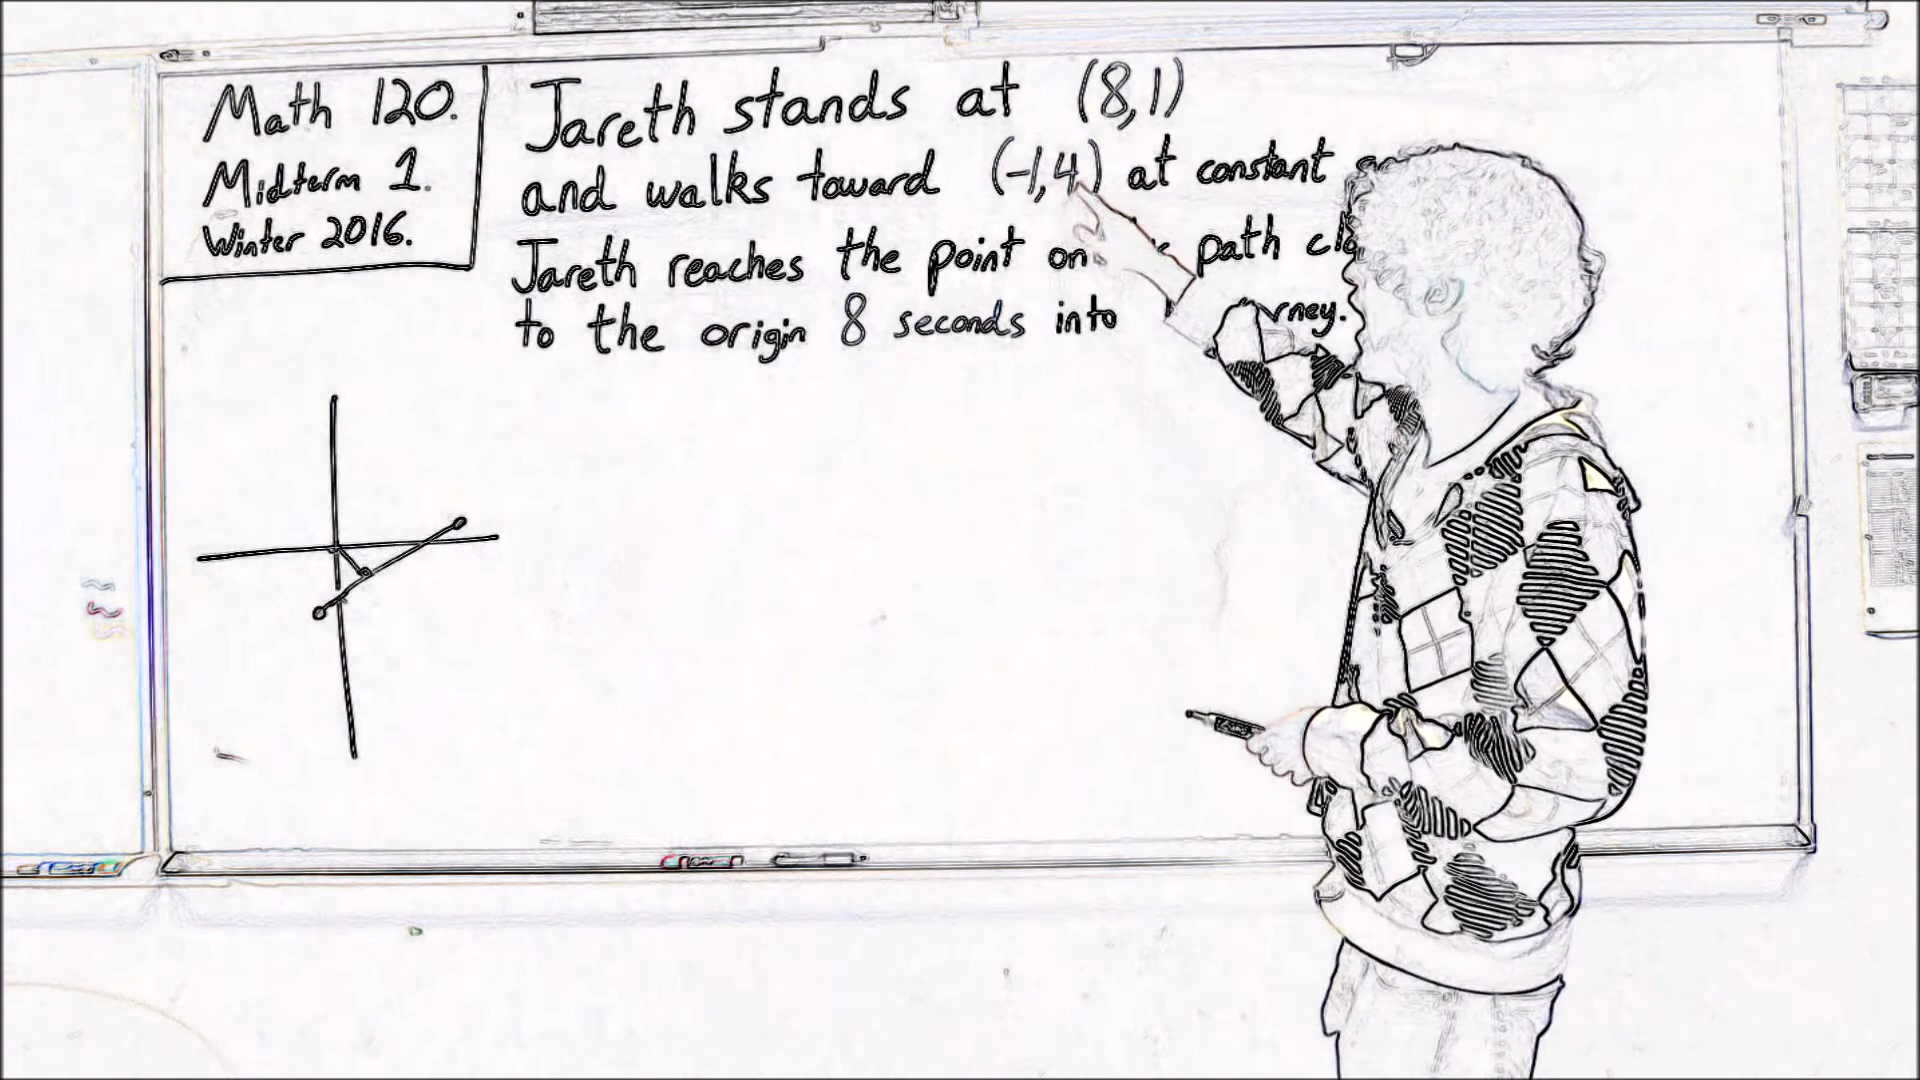 Math 120.
Midterm 1.
Winter 2016.
Jareth stands at (8,1)
and walks toward (-1,4) at constant
Jareth reaches the point on path
to the origin 8 seconds into